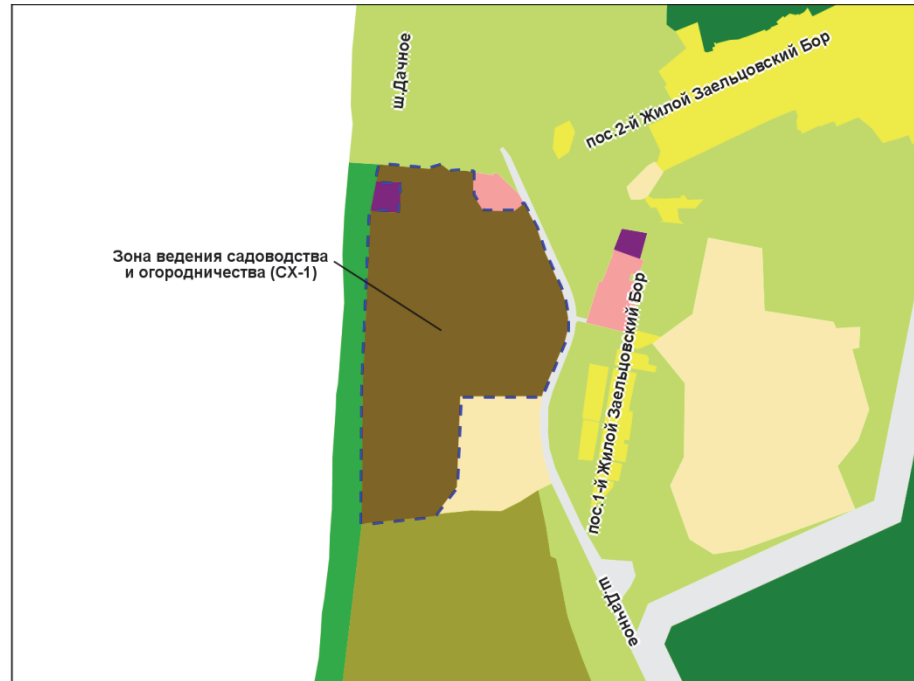 ш.Дачное
пос.2-й Жилой Заельцовский Бор
Зона ведения садоводства
и огородничества (СХ-1)
пос.1-й Жилой Заельцовский Бор
ш.Дачное